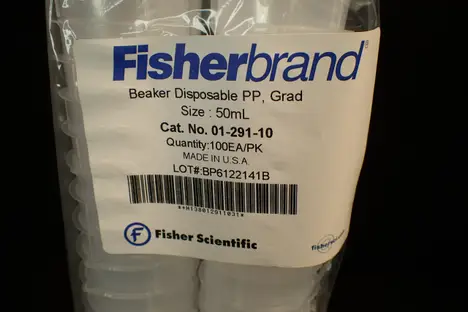 Fisherbrand®
Beaker Disposable PP, Grad
Size : 50mL
Cat. No. 01-291-10
Quantity:100EA/PK
MADE IN U.S.A.
LOT#:BP6122141B
Fisher Scientific